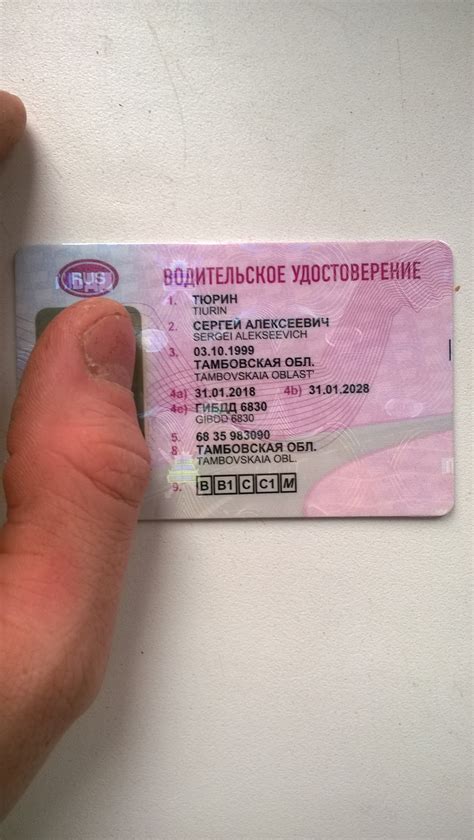 RUS
ВОДИТЕЛЬСКОЕ УДОСТОВЕРЕНИЕ
1. ТЮРИН
TIURIN
2. СЕРГЕЙ АЛЕКСЕЕВИЧ
SERGEI ALEKSEEVICH
3. 03.10.1999
ТАМБОВСКАЯ ОБЛ.
TAMBOVSKAIA OBLAST'
4a) 31.01.2018 4b) 31.01.2028
4c) ГИБДД 6830
GIBDD 6830
5. 68 35 983090
8. ТАМБОВСКАЯ ОБЛ.
TAMBOVSKAIA OBL.
9. B B1 C C1 M